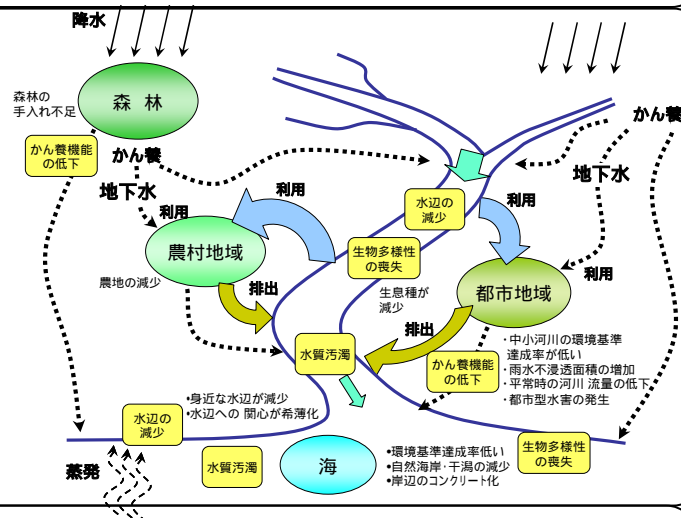 降水
森林の
手入れ不足
森 林
かん養機能
の低下
かん養
地下水
利用
農村地域
農地の減少
排出
利用
水辺の
減少
生物多様性
の喪失
生息種が
減少
利用
かん養
地下水
利用
都市地域
排出
水質汚濁
かん養機能
の低下
・中小河川の環境基準
達成率が低い
・雨水不浸透面積の増加
・平常時の河川 流量の低下
・都市型水害の発生
•身近な水辺が減少
•水辺への 関心が希薄化
水辺の
減少
蒸発
水質汚濁
海
•環境基準達成率低い
•自然海岸・干潟の減少
•岸辺のコンクリート化
生物多様性
の喪失